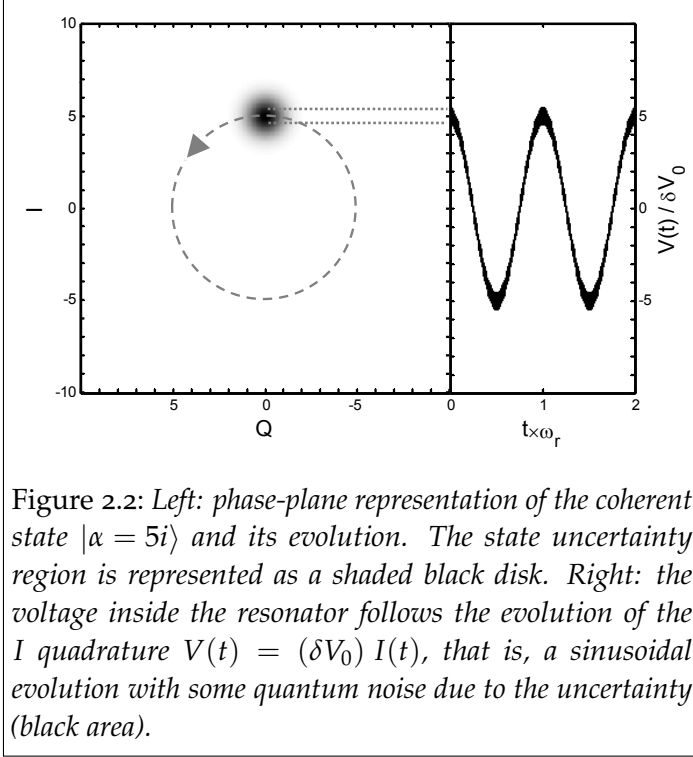 10
5
0
-5
-10
I
5 0 -5
Q
5
0
-5
V(t) / δV0
0 1 2
t×ωr
Figure 2.2: Left: phase-plane representation of the coherent
state |α = 5i⟩ and its evolution. The state uncertainty
region is represented as a shaded black disk. Right: the
voltage inside the resonator follows the evolution of the
I quadrature V(t) = (δV0) I(t), that is, a sinusoidal
evolution with some quantum noise due to the uncertainty
(black area).